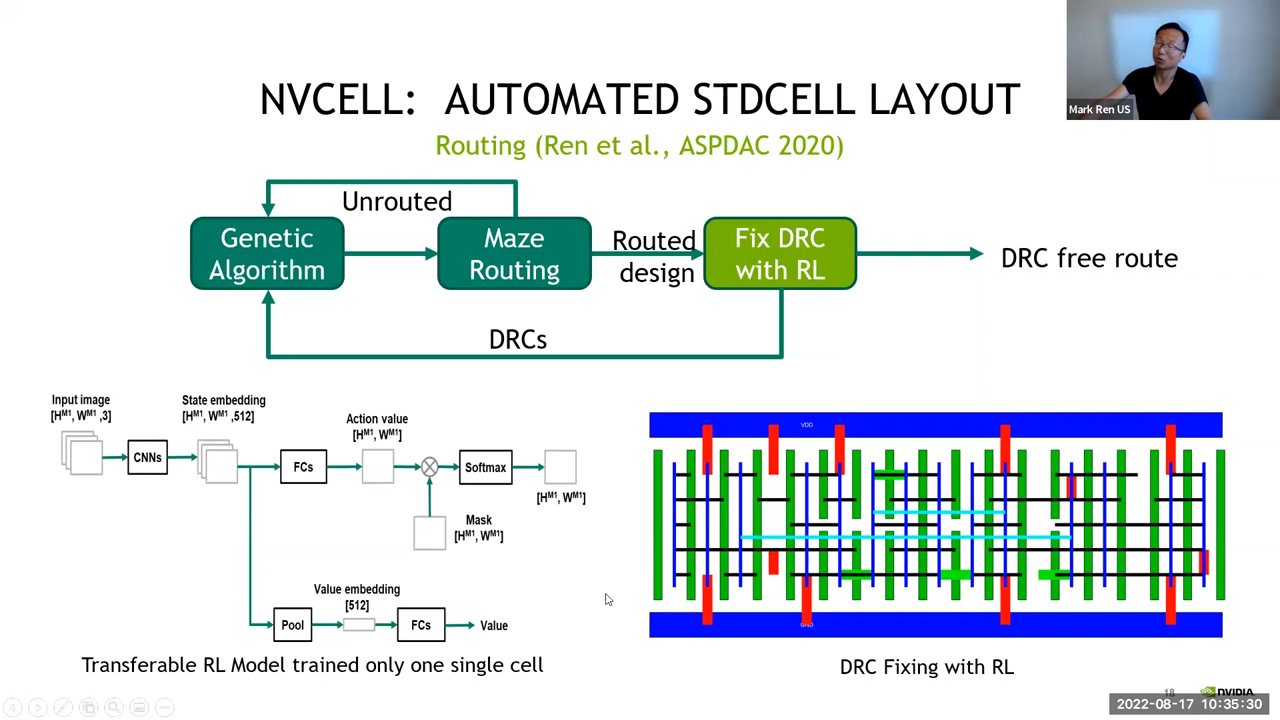 Mark Ren US
NVCELL: AUTOMATED STDCELL LAYOUT
Routing (Ren et al., ASPDAC 2020)
Unrouted
Genetic
Algorithm
Maze
Routing
Routed
design
Fix DRC
with RL
DRC free route
DRCs
Input image
[H^M1, W^M1 ,3]
CNNs
State embedding
[H^M1, W^M1 ,512]
FCs
Action value
[H^M1, W^M1]
Softmax
[H^M1, W^M1]
Mask
[H^M1, W^M1]
Value embedding
[512]
Pool
FCs
Value
Transferable RL Model trained only one single cell
VDD
GND
DRC Fixing with RL
18
NVIDIA.
2022-08-17 10:35:30